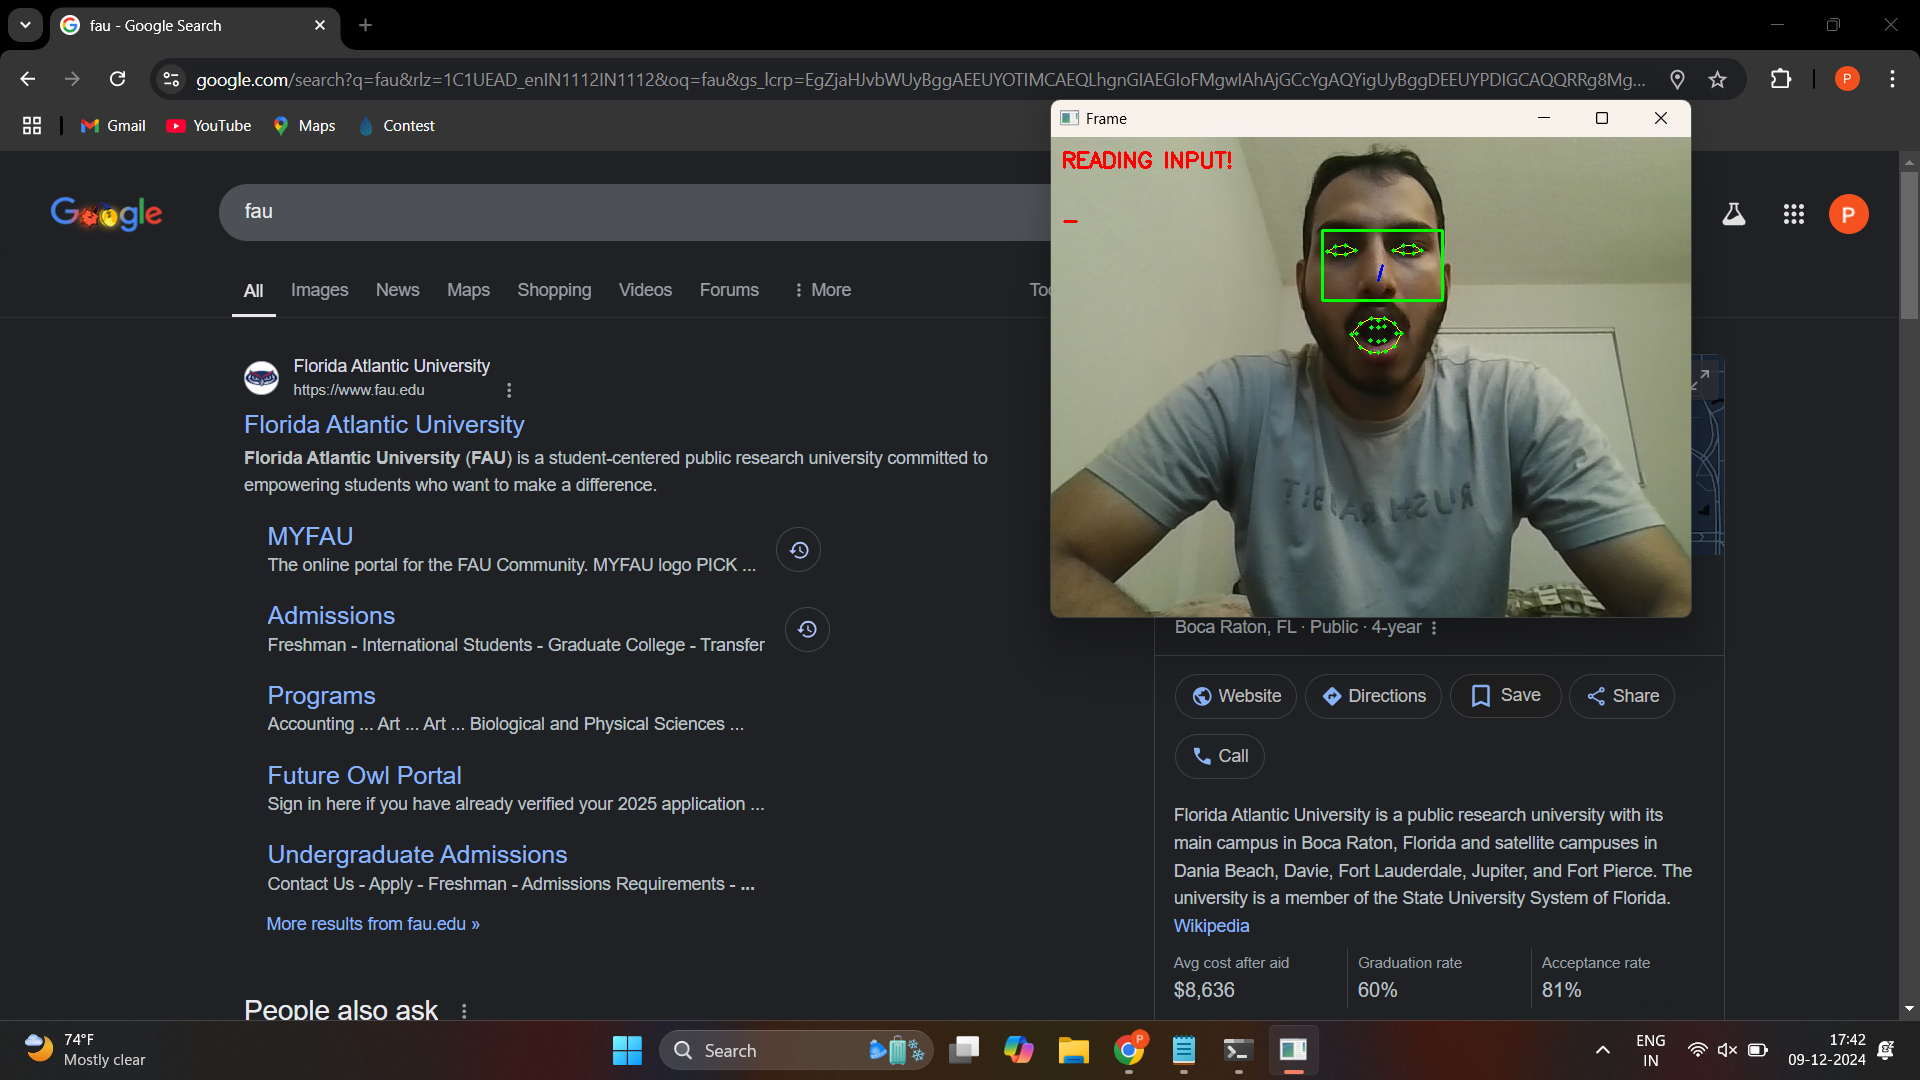 fau - Google Search
google.com/search?q=fau&rlz=1C1UEAD_enIN1112IN1112&oq=fau&gs_lcrp=EgZjaHJvbWUyBggAEEUYOTIMCAEQLhgnGIAEGIoFMgwIAhAjGCcYgAQYigUyBggDEEUYPDIGCAQQRRg8Mg...
P
Gmail
YouTube
Maps
Contest
Frame
READING INPUT!
–
RUSH RABBIT
Google
fau
P
All
Images
News
Maps
Shopping
Videos
Forums
More
Florida Atlantic University
https://www.fau.edu
Florida Atlantic University
Florida Atlantic University (FAU) is a student-centered public research university committed to
empowering students who want to make a difference.
MYFAU
The online portal for the FAU Community. MYFAU logo PICK ...
Admissions
Freshman - International Students - Graduate College - Transfer
Programs
Accounting ... Art ... Art ... Biological and Physical Sciences ...
Future Owl Portal
Sign in here if you have already verified your 2025 application ...
Undergraduate Admissions
Contact Us - Apply - Freshman - Admissions Requirements - ...
More results from fau.edu »
People also ask
Boca Raton, FL · Public · 4-year
Website
Directions
Save
Share
Call
Florida Atlantic University is a public research university with its
main campus in Boca Raton, Florida and satellite campuses in
Dania Beach, Davie, Fort Lauderdale, Jupiter, and Fort Pierce. The
university is a member of the State University System of Florida.
Wikipedia
Avg cost after aid
$8,636
Graduation rate
60%
Acceptance rate
81%
74°F
Mostly clear
Search
P
ENG
IN
17:42
09-12-2024